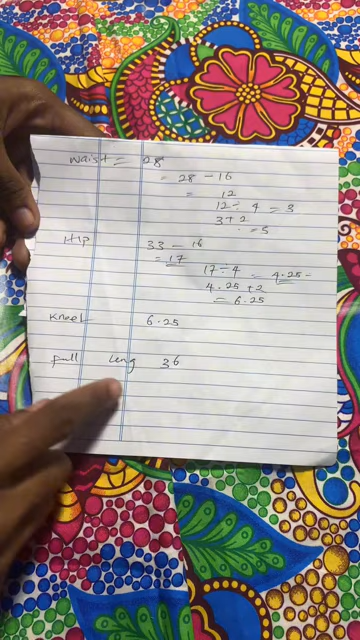 Waist = 28
= 28 - 16
= 12
12 ÷ 4 = 3
3 + 2
= 5
Hip 33 - 16
= 17
17 ÷ 4 = 4.25 -
4.25 + 2
= 6.25
Kneel 6.25
Full Leng 36